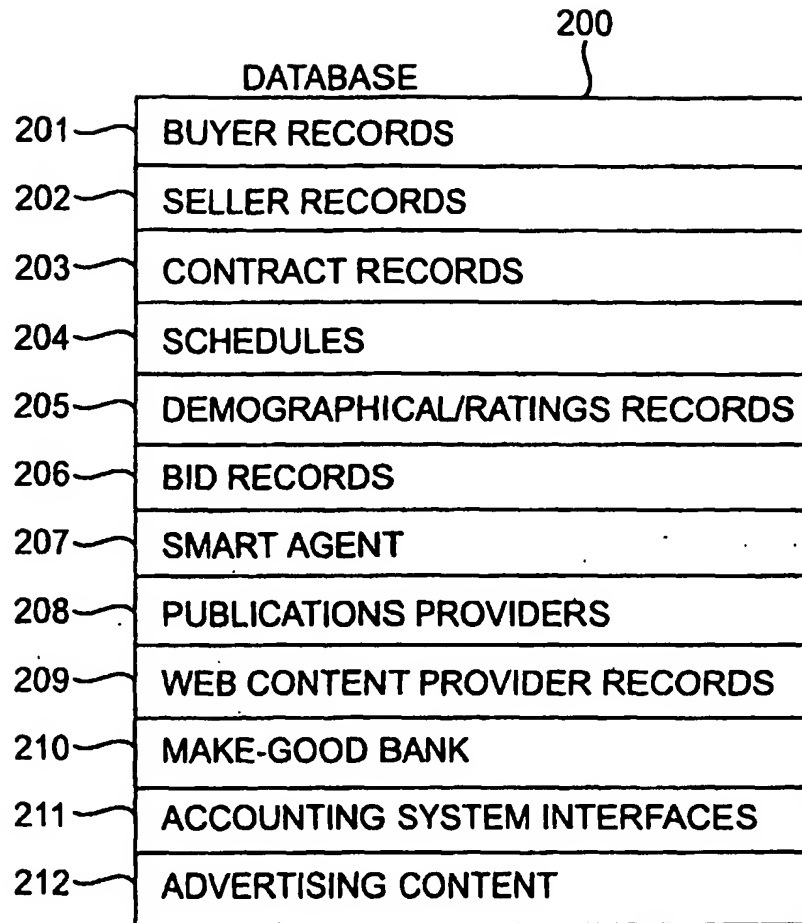 200
DATABASE
201 BUYER RECORDS
202 SELLER RECORDS
203 CONTRACT RECORDS
204 SCHEDULES
205 DEMOGRAPHICAL/RATINGS RECORDS
206 BID RECORDS
207 SMART AGENT
208 PUBLICATIONS PROVIDERS
209 WEB CONTENT PROVIDER RECORDS
210 MAKE-GOOD BANK
211 ACCOUNTING SYSTEM INTERFACES
212 ADVERTISING CONTENT